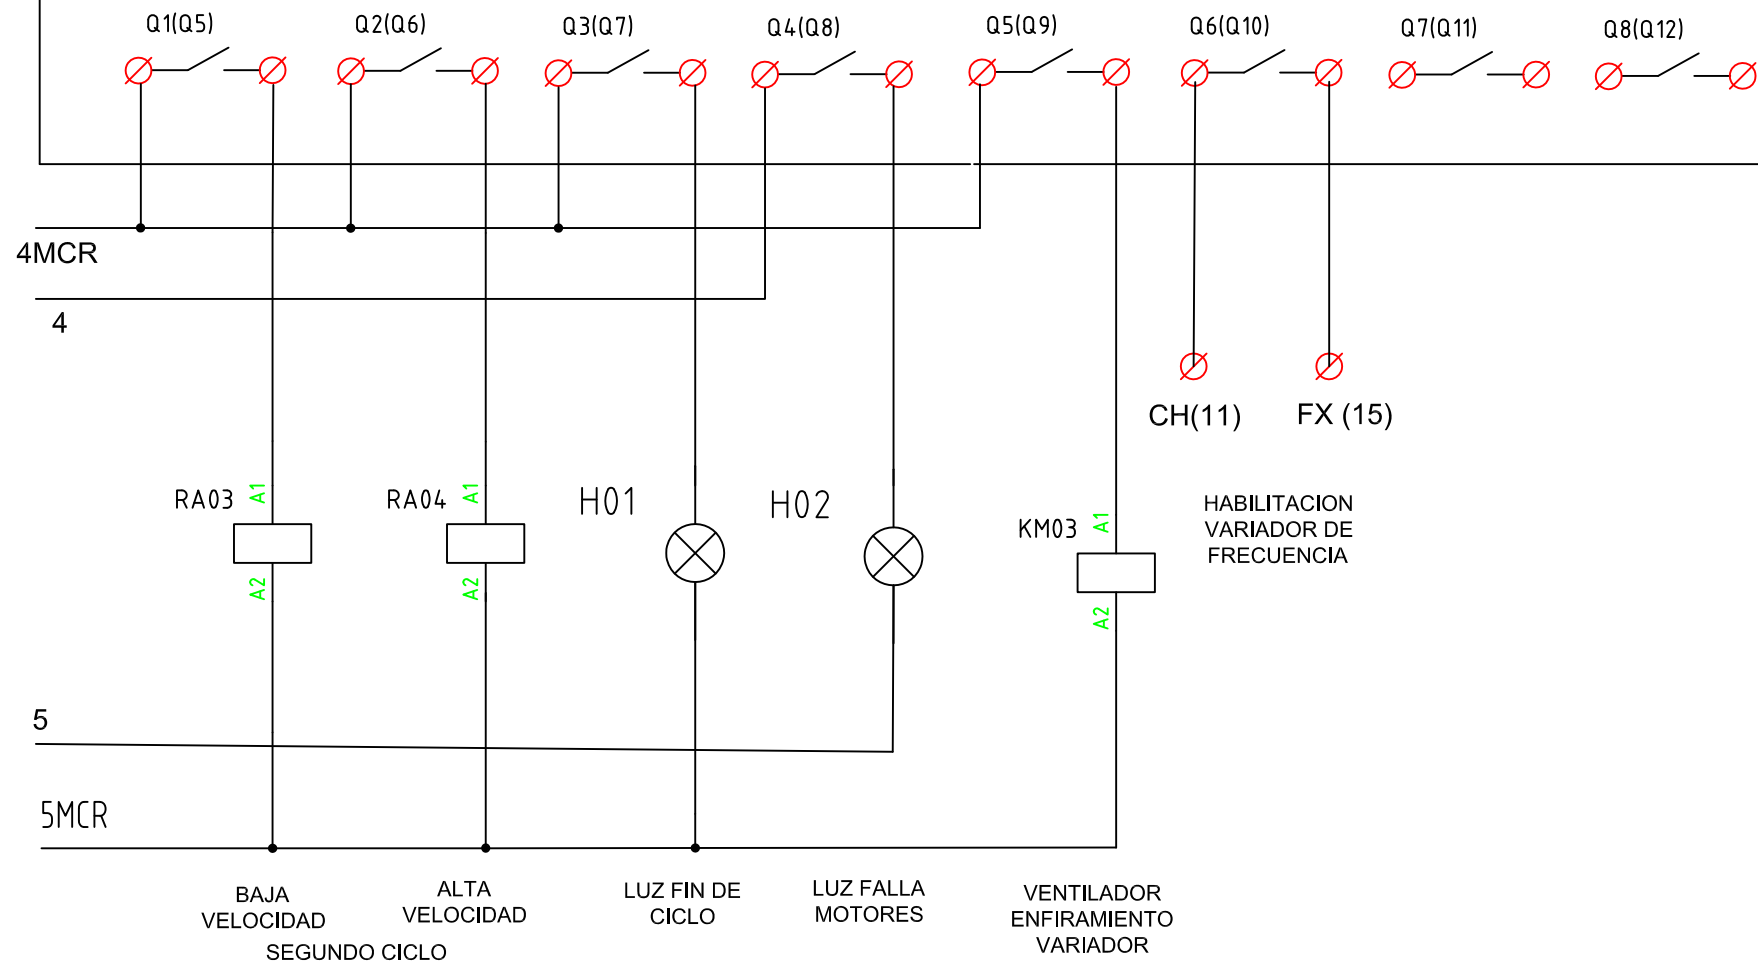 Q1(Q5)
Q2(Q6)
Q3(Q7)
Q4(Q8)
Q5(Q9)
Q6(Q10)
Q7(Q11)
Q8(Q12)
4MCR
4
CH(11)
FX (15)
RA03
A1
A2
RA04
A1
A2
H01
H02
KM03
A1
A2
HABILITACION
VARIADOR DE
FRECUENCIA
5
5MCR
BAJA
VELOCIDAD
ALTA
VELOCIDAD
SEGUNDO CICLO
LUZ FIN DE
CICLO
LUZ FALLA
MOTORES
VENTILADOR
ENFIRAMIENTO
VARIADOR